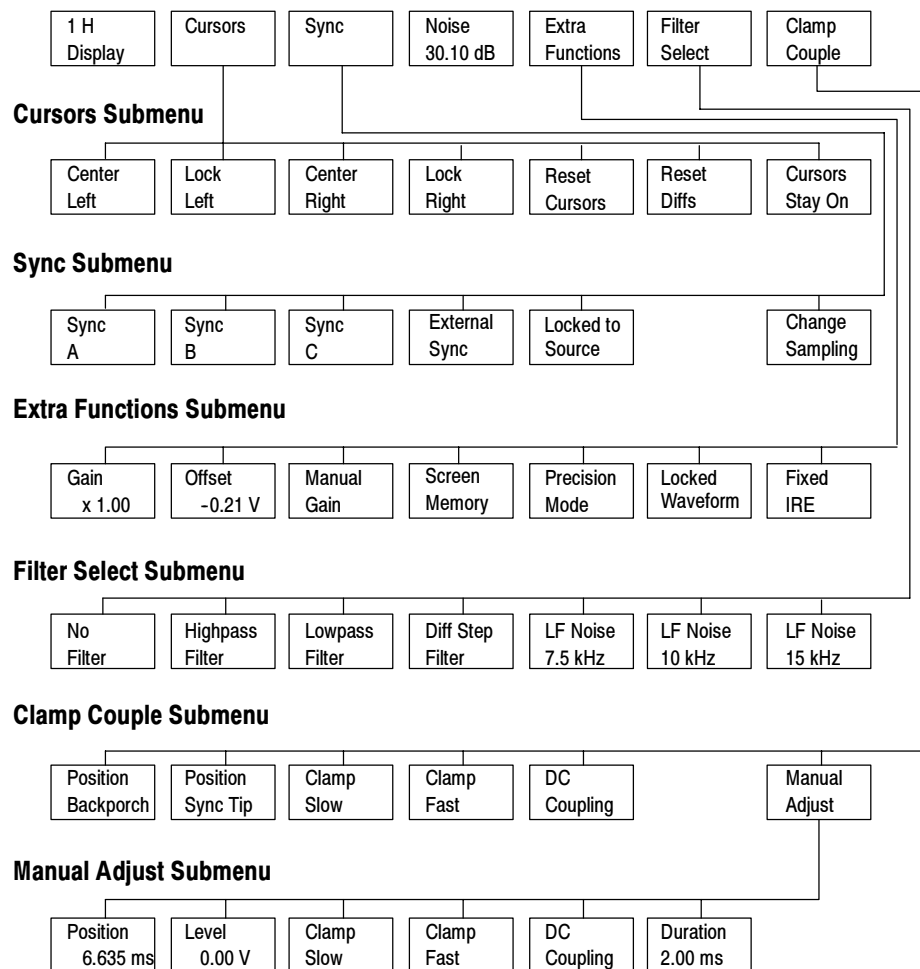 1 H
Display
Cursors
Sync
Noise
30.10 dB
Extra
Functions
Filter
Select
Clamp
Couple
Cursors Submenu
Center
Left
Lock
Left
Center
Right
Lock
Right
Reset
Cursors
Reset
Diffs
Cursors
Stay On
Sync Submenu
Sync
A
Sync
B
Sync
C
External
Sync
Locked to
Source
Change
Sampling
Extra Functions Submenu
Gain
x 1.00
Offset
-0.21 V
Manual
Gain
Screen
Memory
Precision
Mode
Locked
Waveform
Fixed
IRE
Filter Select Submenu
No
Filter
Highpass
Filter
Lowpass
Filter
Diff Step
Filter
LF Noise
7.5 kHz
LF Noise
10 kHz
LF Noise
15 kHz
Clamp Couple Submenu
Position
Backporch
Position
Sync Tip
Clamp
Slow
Clamp
Fast
DC
Coupling
Manual
Adjust
Manual Adjust Submenu
Position
6.635 ms
Level
0.00 V
Clamp
Slow
Clamp
Fast
DC
Coupling
Duration
2.00 ms